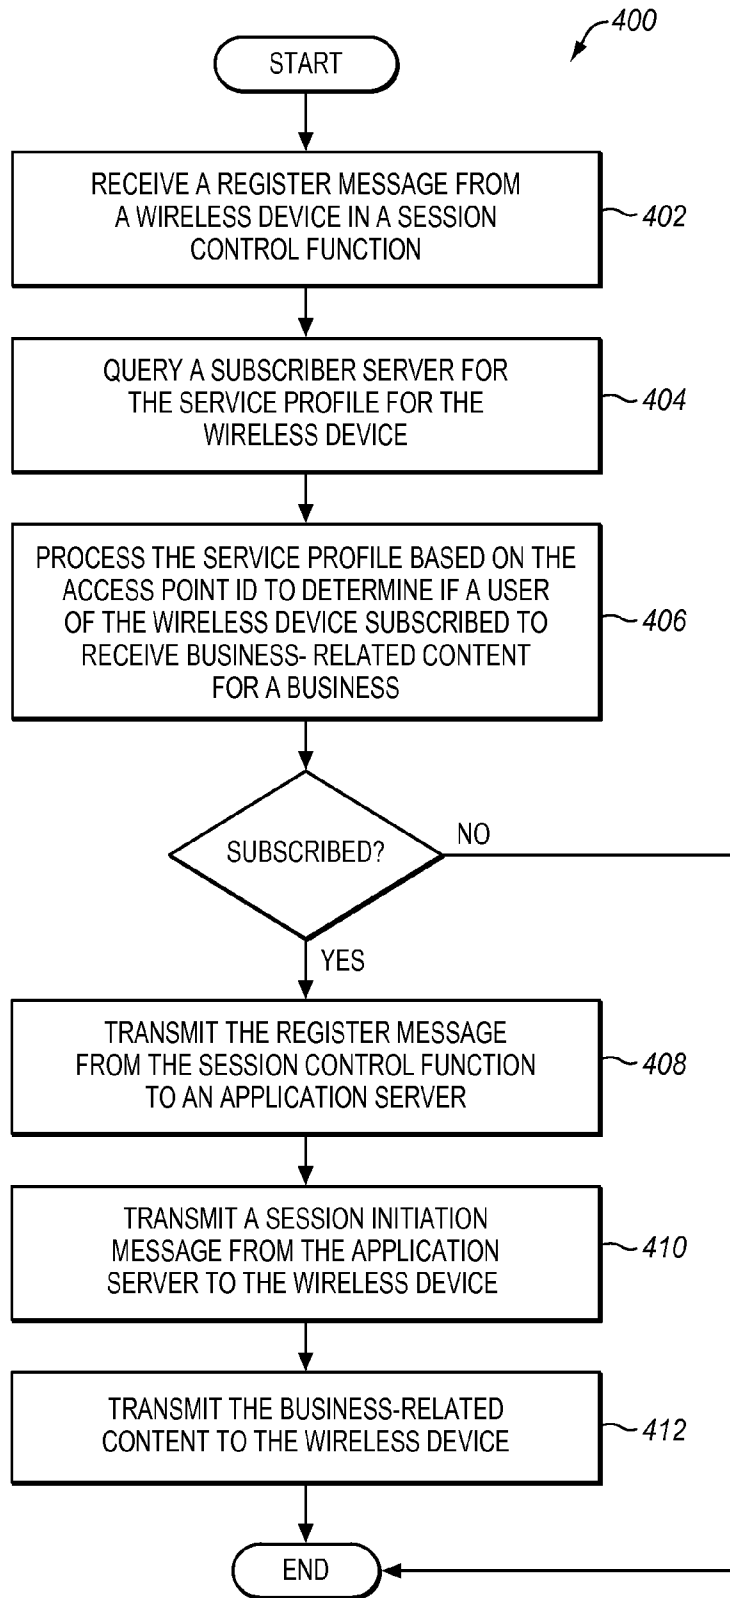 400
START
RECEIVE A REGISTER MESSAGE FROM
A WIRELESS DEVICE IN A SESSION
CONTROL FUNCTION
402
QUERY A SUBSCRIBER SERVER FOR
THE SERVICE PROFILE FOR THE
WIRELESS DEVICE
404
PROCESS THE SERVICE PROFILE BASED ON THE
ACCESS POINT ID TO DETERMINE IF A USER
OF THE WIRELESS DEVICE SUBSCRIBED TO
RECEIVE BUSINESS- RELATED CONTENT
FOR A BUSINESS
406
SUBSCRIBED?
NO
YES
TRANSMIT THE REGISTER MESSAGE
FROM THE SESSION CONTROL FUNCTION
TO AN APPLICATION SERVER
408
TRANSMIT A SESSION INITIATION
MESSAGE FROM THE APPLICATION
SERVER TO THE WIRELESS DEVICE
410
TRANSMIT THE BUSINESS-RELATED
CONTENT TO THE WIRELESS DEVICE
412
END